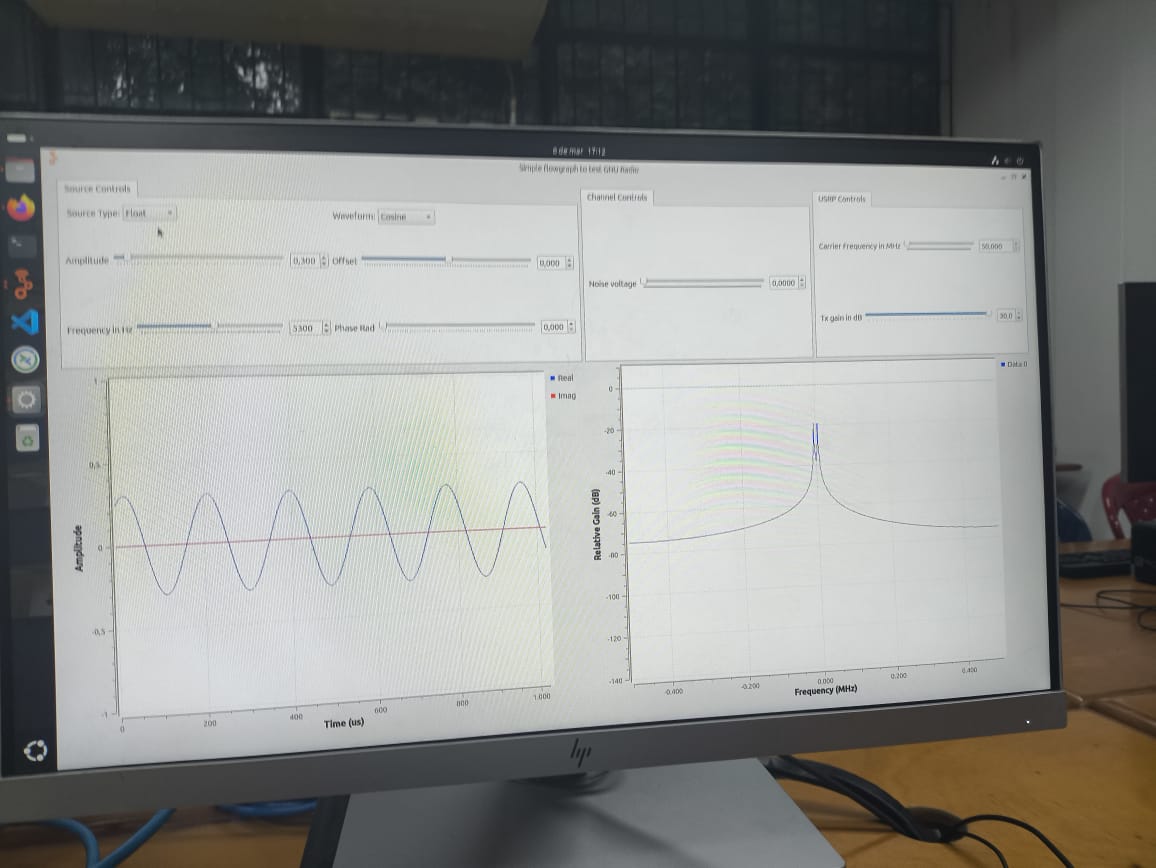 6 de mar 17:12
Simple flowgraph to test GNU Radio
Source Controls
Source Type: Float
Waveform: Cosine
Amplitude 0,300 Offset 0,000
Frequency in Hz 5300 Phase Rad 0,000
Channel Controls
Noise voltage 0,0000
USRP Controls
Carrier Frequency in MHz 50,000
Tx gain in dB 30,0
Real
Imag
1
0,5
0
-0,5
-1
Amplitude
0 200 400 600 800 1.000
Time (us)
Data 0
0
-20
-40
-60
-80
-100
-120
-140
Relative Gain (dB)
-0.400 -0.200 0.000 0.200 0.400
Frequency (MHz)
hp